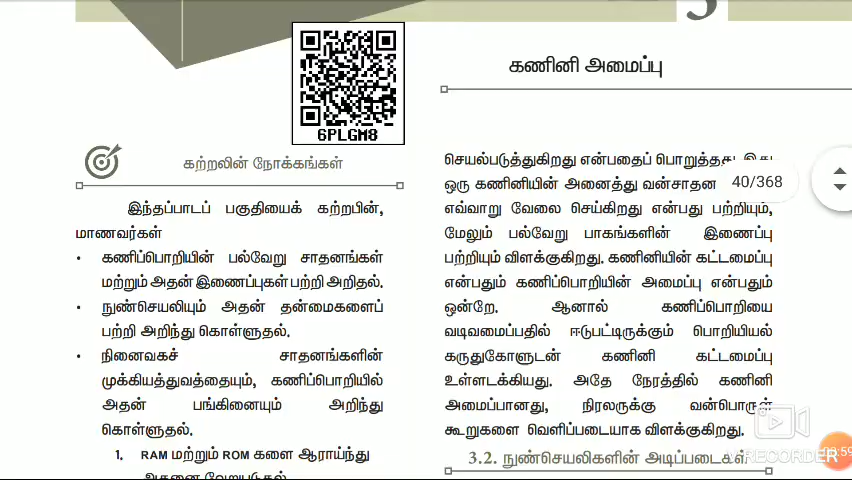 3
6PLGM8
கணினி அமைப்பு
கற்றலின் நோக்கங்கள்
இந்தப்பாடப் பகுதியைக் கற்றபின்,
மாணவர்கள்
• கணிப்பொறியின் பல்வேறு சாதனங்கள்
மற்றும் அதன் இணைப்புகள் பற்றி அறிதல்.
• நுண்செயலியும் அதன் தன்மைகளைப்
பற்றி அறிந்து கொள்ளுதல்.
• நினைவகச் சாதனங்களின்
முக்கியத்துவத்தையும், கணிப்பொறியில்
அதன் பங்கினையும் அறிந்து
கொள்ளுதல்.
1. RAM மற்றும் ROM களை ஆராய்ந்து
அதனை வேறுபடுதல்
செயல்படுத்துகிறது என்பதைப் பொறுத்தது. இது
ஒரு கணினியின் அனைத்து வன்சாதன
40/368
எவ்வாறு வேலை செய்கிறது என்பது பற்றியும்,
மேலும் பல்வேறு பாகங்களின் இணைப்பு
பற்றியும் விளக்குகிறது. கணினியின் கட்டமைப்பு
என்பதும் கணிப்பொறியின் அமைப்பு என்பதும்
ஒன்றே. ஆனால் கணிப்பொறியை
வடிவமைப்பதில் ஈடுபட்டிருக்கும் பொறியியல்
கருதுகோளுடன் கணினி கட்டமைப்பு
உள்ளடக்கியது. அதே நேரத்தில் கணினி
அமைப்பானது, நிரலருக்கு வன்பொருள்
கூறுகளை வெளிப்படையாக விளக்குகிறது.
3.2. நுண்செயலிகளின் அடிப்படைகள்
RECORDER
:59